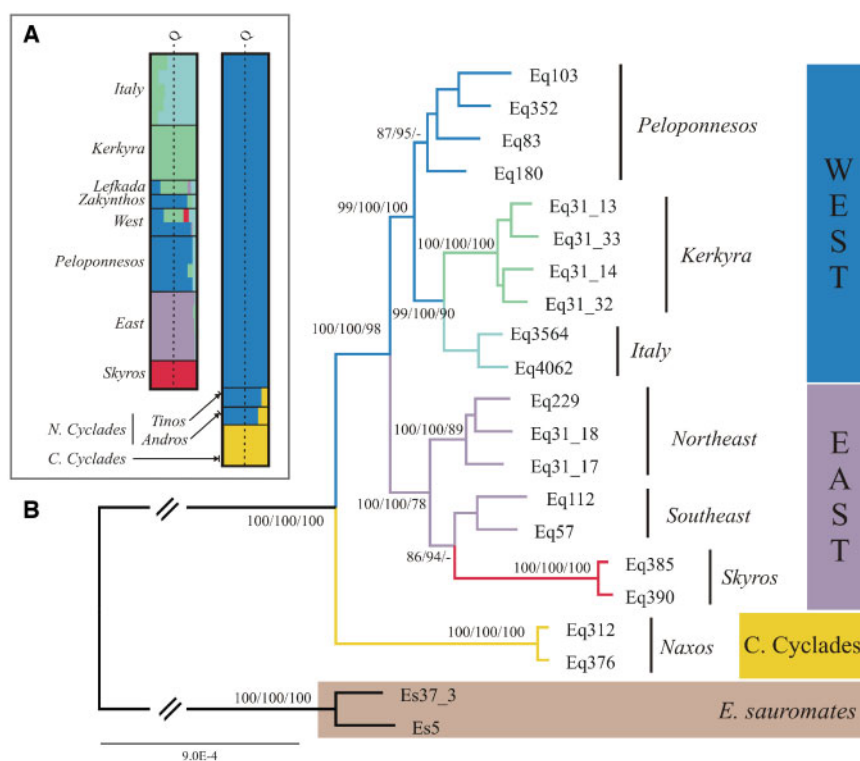 A
Q
Q
Italy
Kerkyra
Lefkada
Zakynthos
West
Peloponnesos
East
Skyros
N. Cyclades
Tinos
Andros
C. Cyclades
B
Eq103
Eq352
Eq83
Eq180
Peloponnesos
87/95/-
99/100/100
Eq31_13
Eq31_33
Eq31_14
Eq31_32
Kerkyra
100/100/100
99/100/90
Eq3564
Eq4062
Italy
100/100/98
WEST
Eq229
Eq31_18
Eq31_17
Northeast
100/100/89
100/100/78
Eq112
Eq57
Southeast
86/94/-
Eq385
Eq390
Skyros
100/100/100
EAST
100/100/100
Eq312
Eq376
Naxos
100/100/100
C. Cyclades
Es37_3
Es5
100/100/100
E. sauromates
9.0E-4